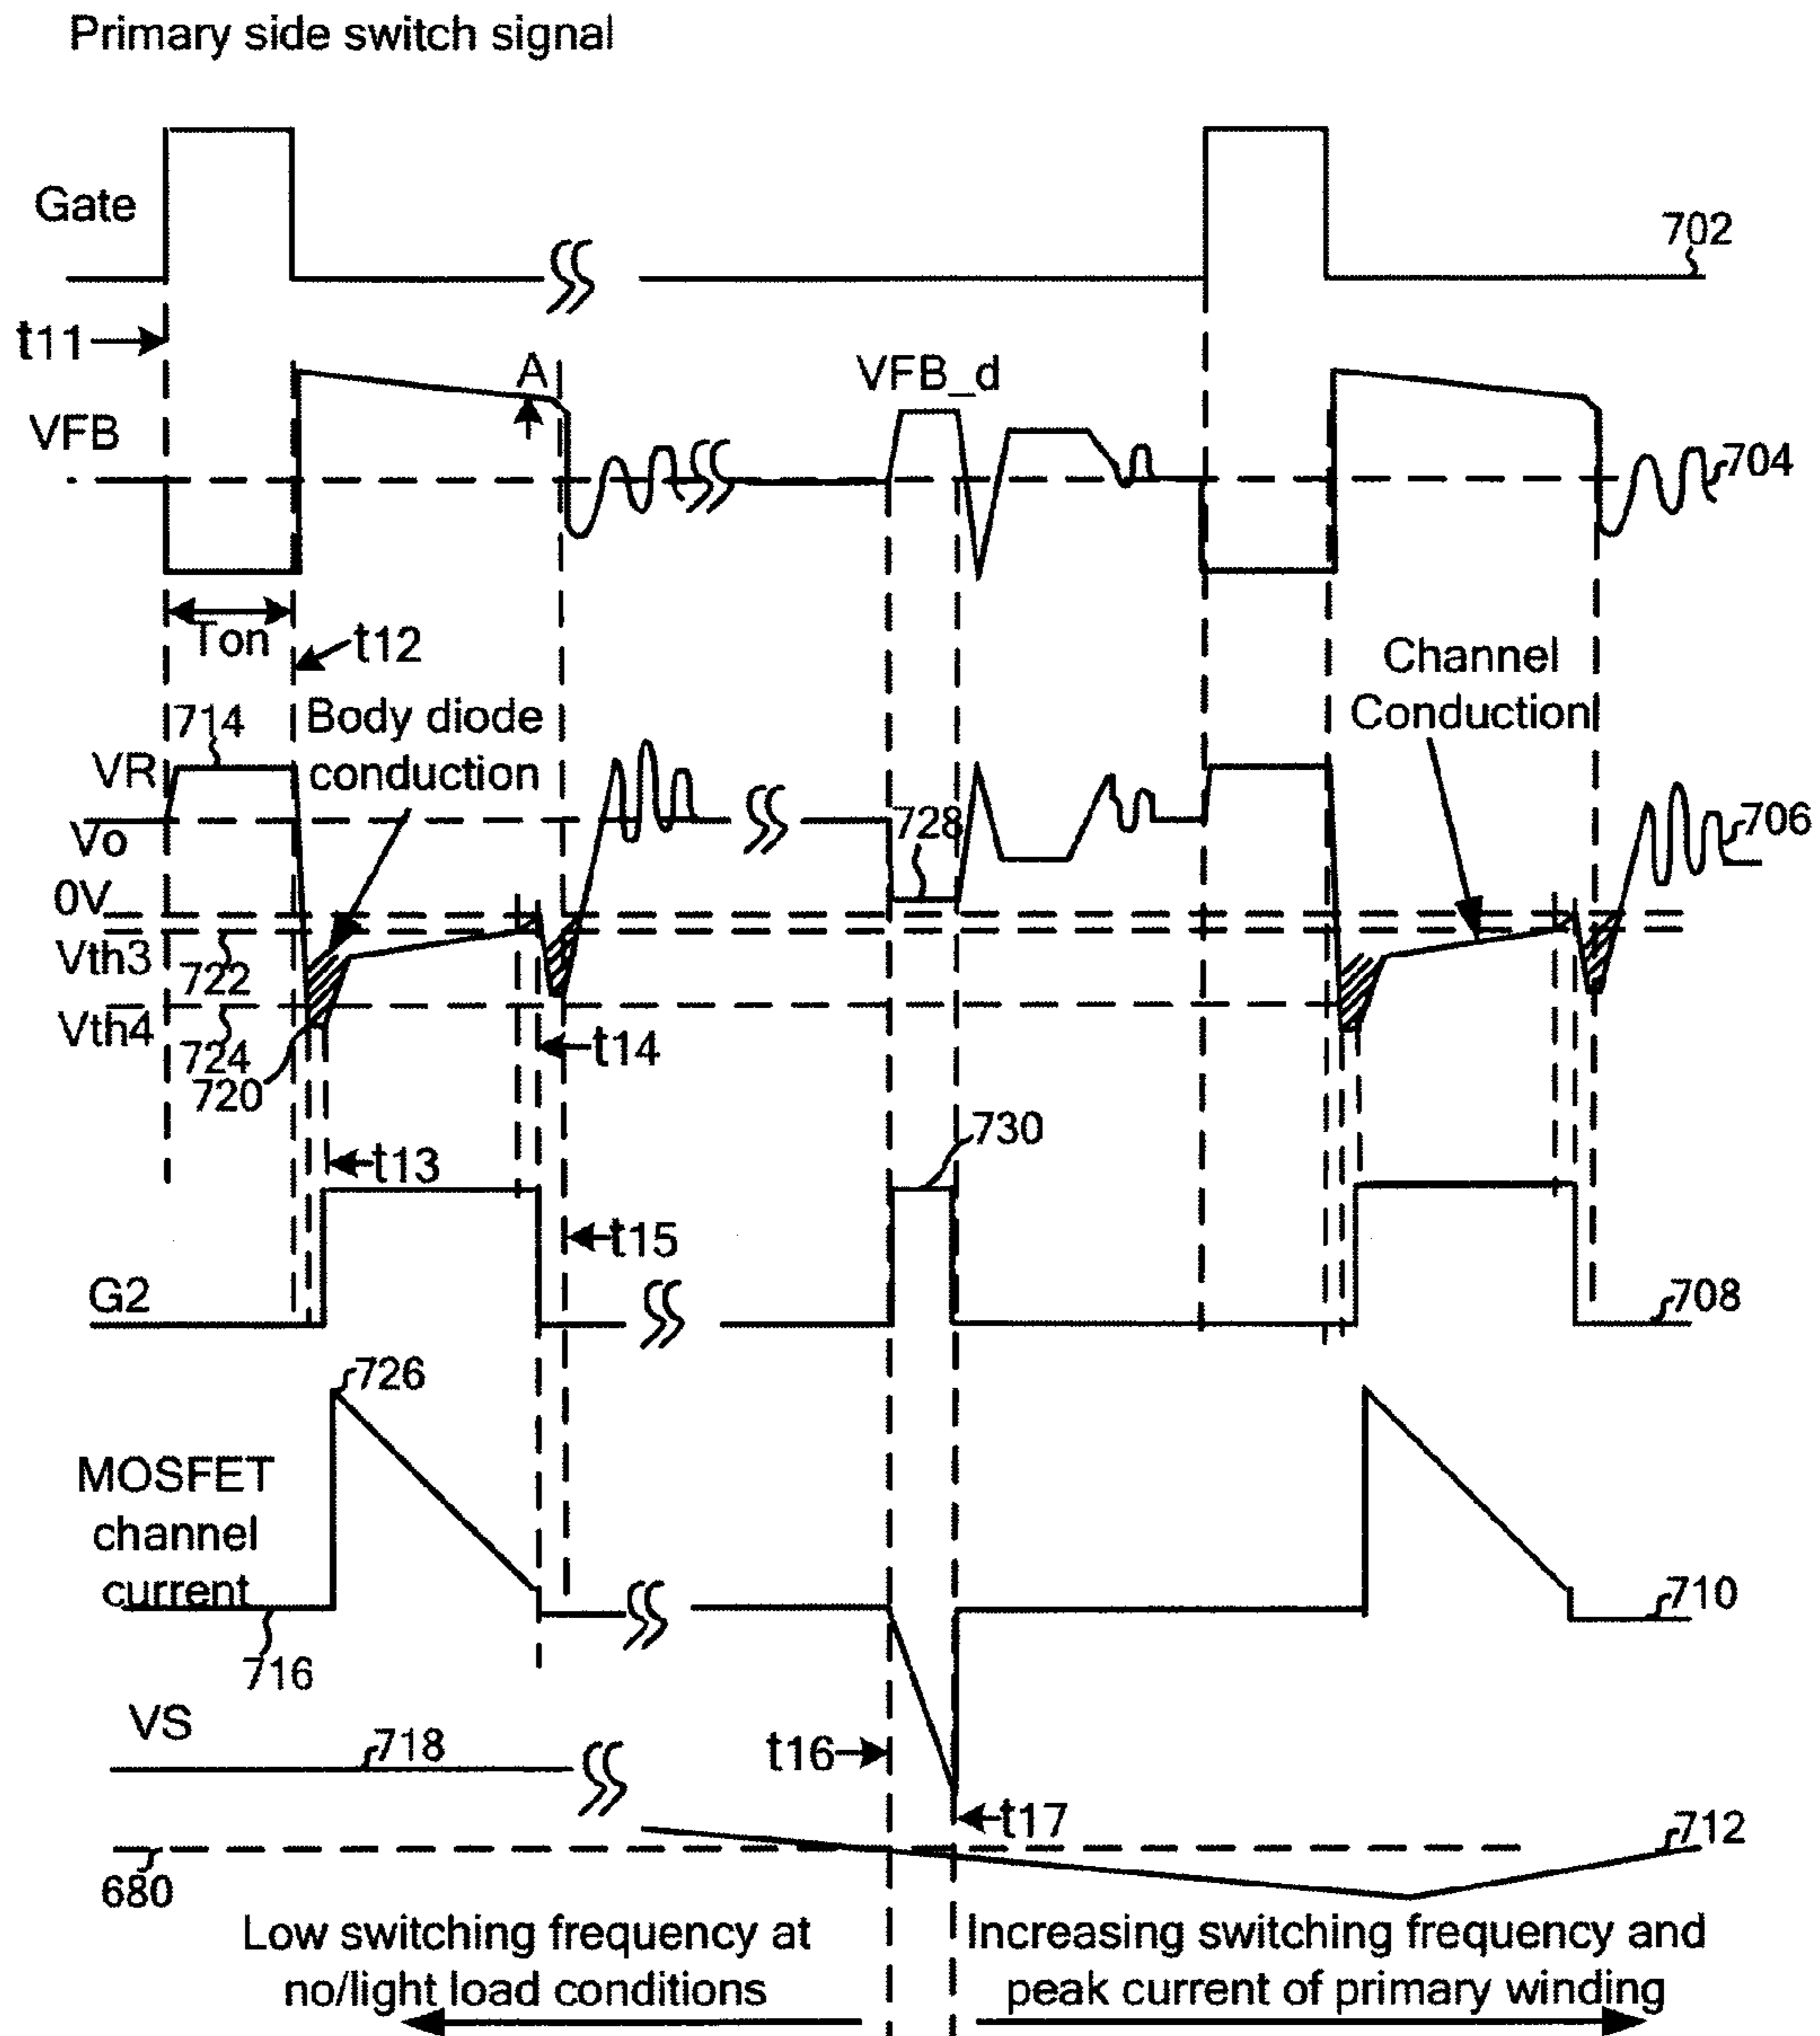 Primary side switch signal
Gate
702
t11
A
VFB_d
VFB
704
Ton
t12
Channel
Conduction
714
Body diode
conduction
VR
728
706
Vo
0V
Vth3
722
Vth4
724
t14
720
730
t13
t15
G2
708
726
MOSFET
channel
current
710
716
VS
718
t16
t17
712
680
Low switching frequency at
no/light load conditions
Increasing switching frequency and
peak current of primary winding